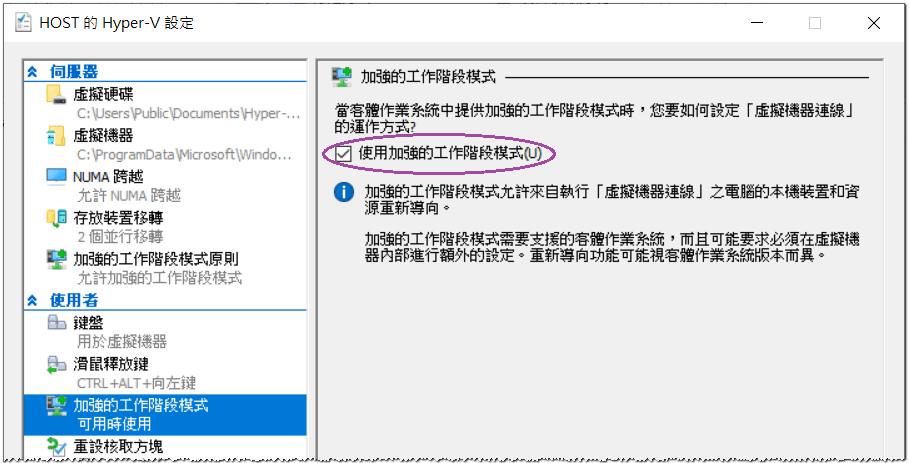 HOST 的 Hyper-V 設定
伺服器
虛擬硬碟
C:\Users\Public\Documents\Hyper-...
虛擬機器
C:\ProgramData\Microsoft\Windo...
NUMA 跨越
允許 NUMA 跨越
存放裝置移轉
2 個並行移轉
加強的工作階段模式原則
允許加強的工作階段模式
使用者
鍵盤
用於虛擬機器
滑鼠釋放鍵
CTRL+ALT+向左鍵
加強的工作階段模式
可用時使用
重設核取方塊
加強的工作階段模式
當客體作業系統中提供加強的工作階段模式時，您要如何設定「虛擬機器連線」
的運作方式?
使用加強的工作階段模式(U)
加強的工作階段模式允許來自執行「虛擬機器連線」之電腦的本機裝置和資
源重新導向。
加強的工作階段模式需要支援的客體作業系統，而且可能要求必須在虛擬機
器內部進行額外的設定。重新導向功能可能視客體作業系統版本而異。